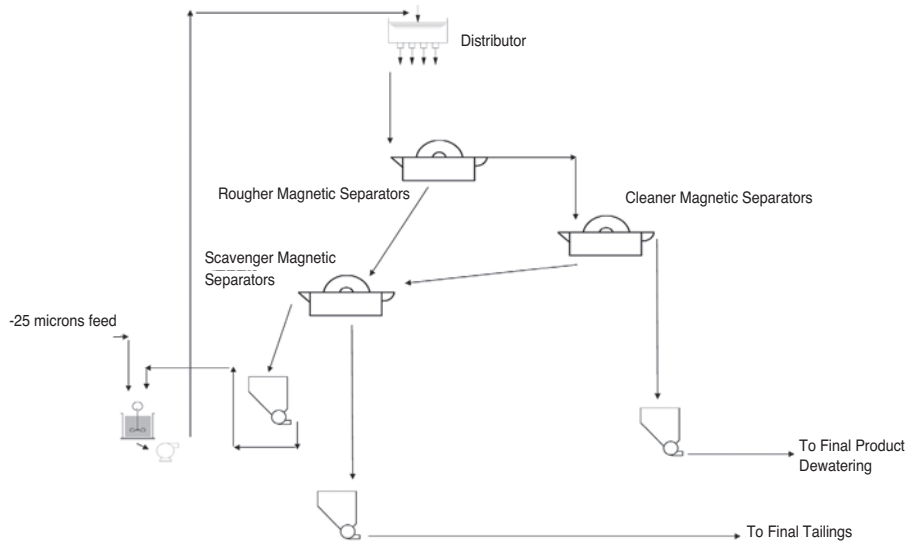 Distributor
Rougher Magnetic Separators
Cleaner Magnetic Separators
Scavenger Magnetic
Separators
-25 microns feed
To Final Product
Dewatering
To Final Tailings